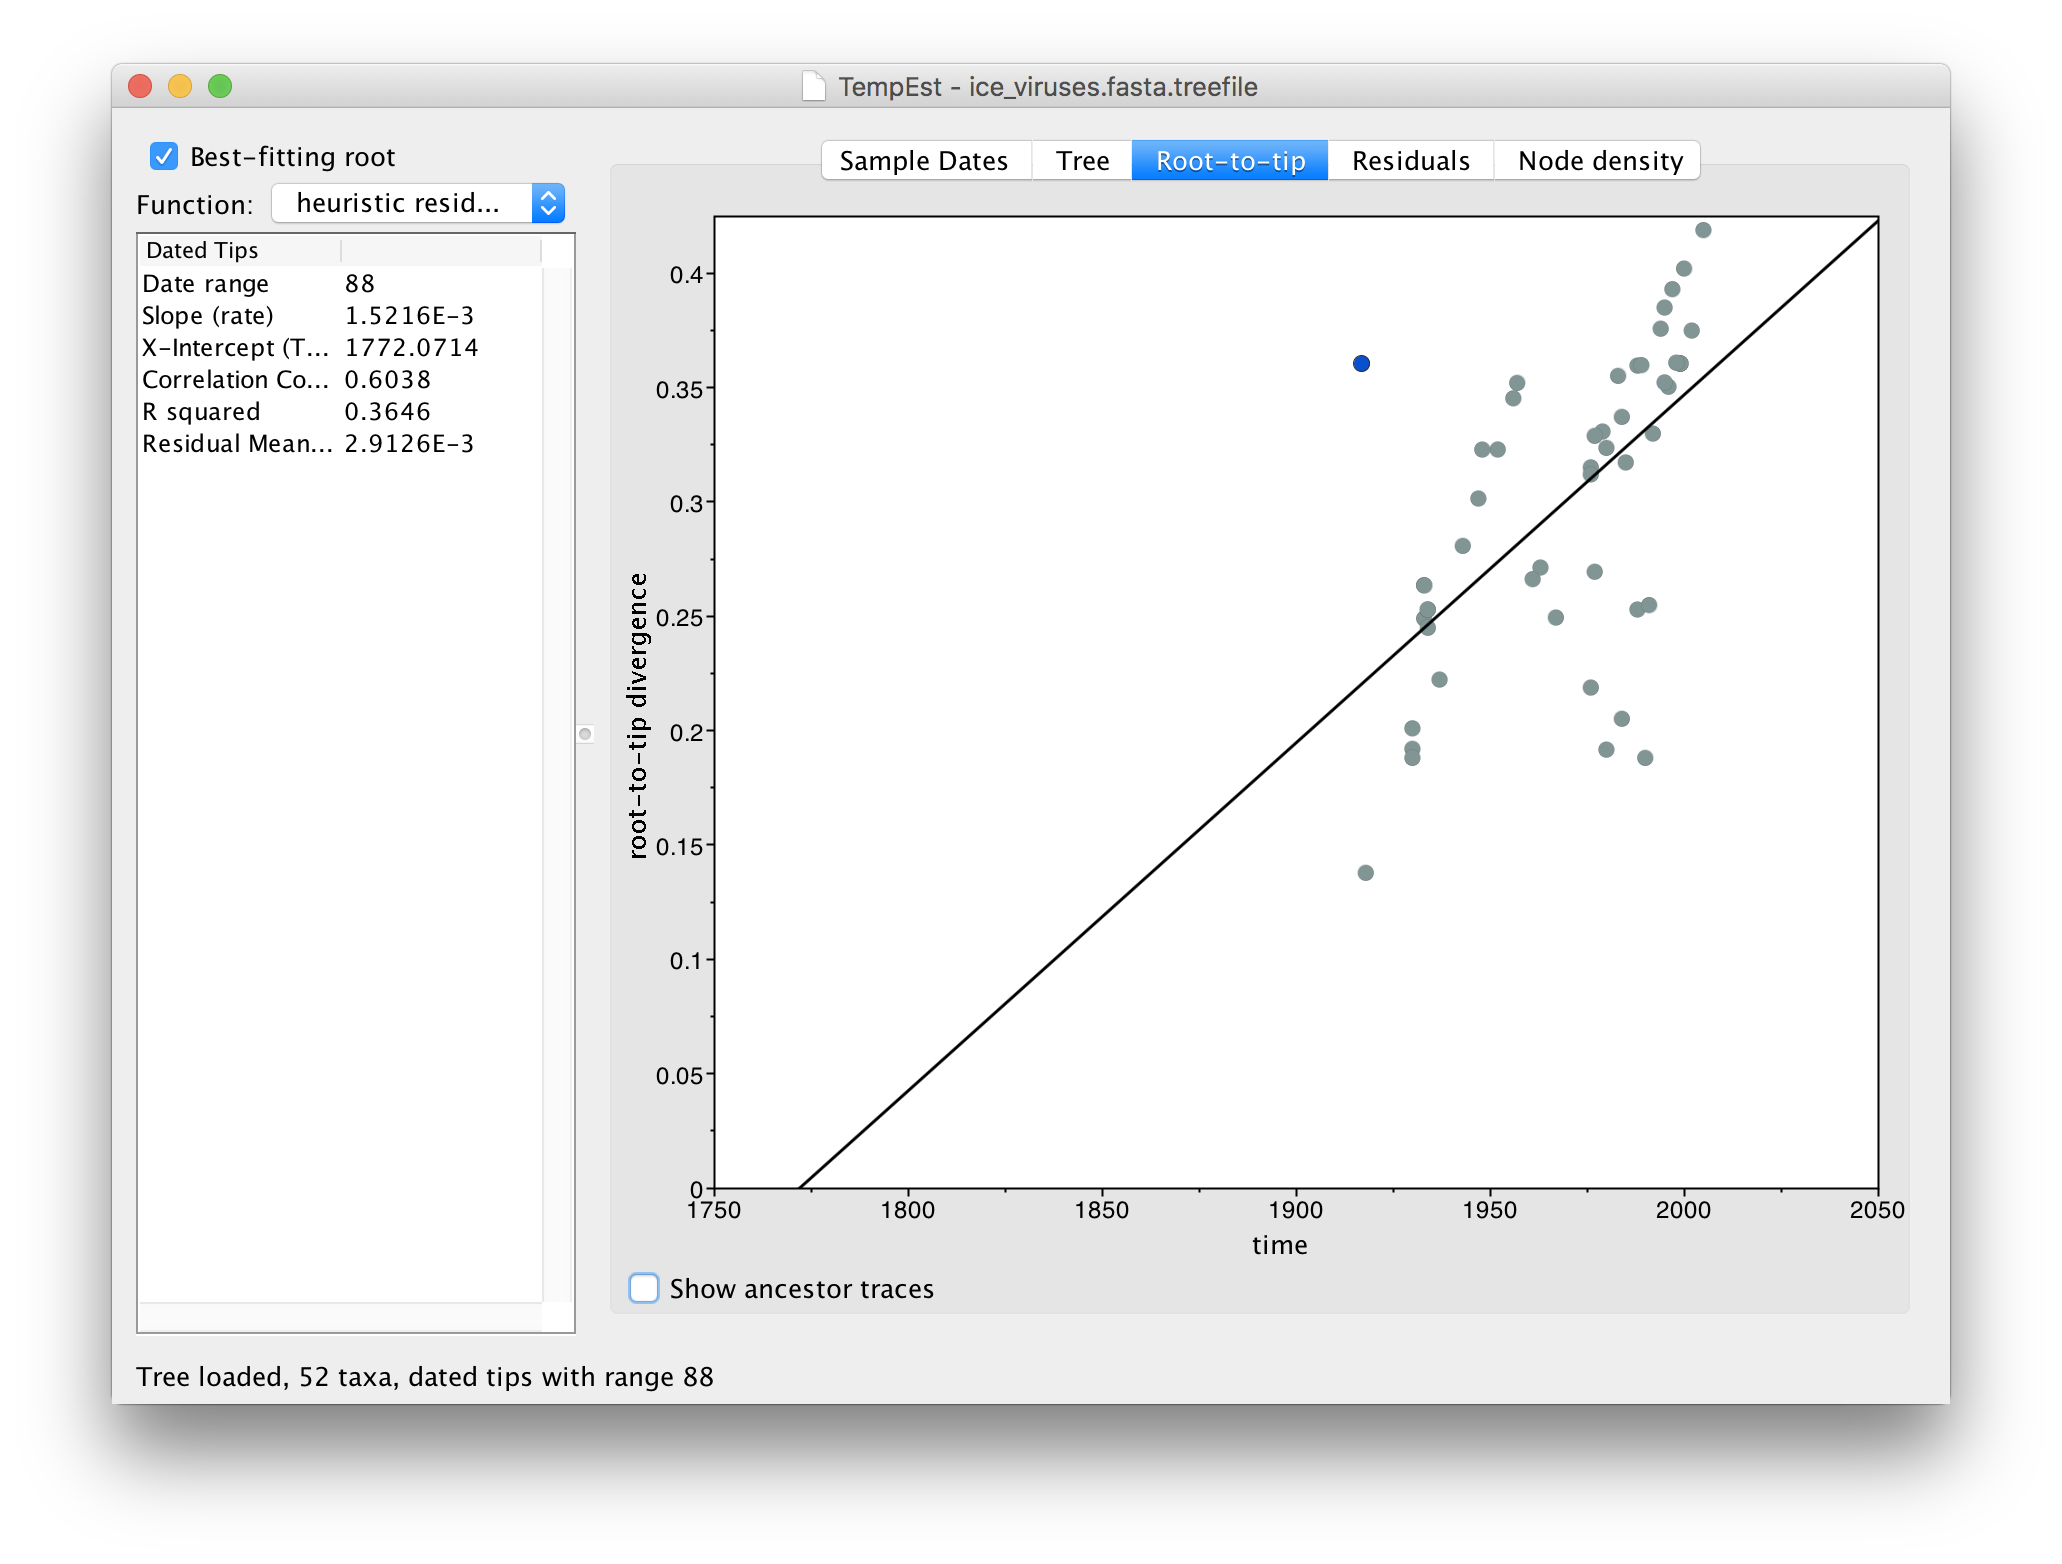 TempEst - ice_viruses.fasta.treefile
Best-fitting root
Function: heuristic resid...
Dated Tips
Date range 88
Slope (rate) 1.5216E-3
X-Intercept (T... 1772.0714
Correlation Co... 0.6038
R squared 0.3646
Residual Mean... 2.9126E-3
Sample Dates Tree Root-to-tip Residuals Node density
root-to-tip divergence
0.4
0.35
0.3
0.25
0.2
0.15
0.1
0.05
0
1750 1800 1850 1900 1950 2000 2050
time
Show ancestor traces
Tree loaded, 52 taxa, dated tips with range 88